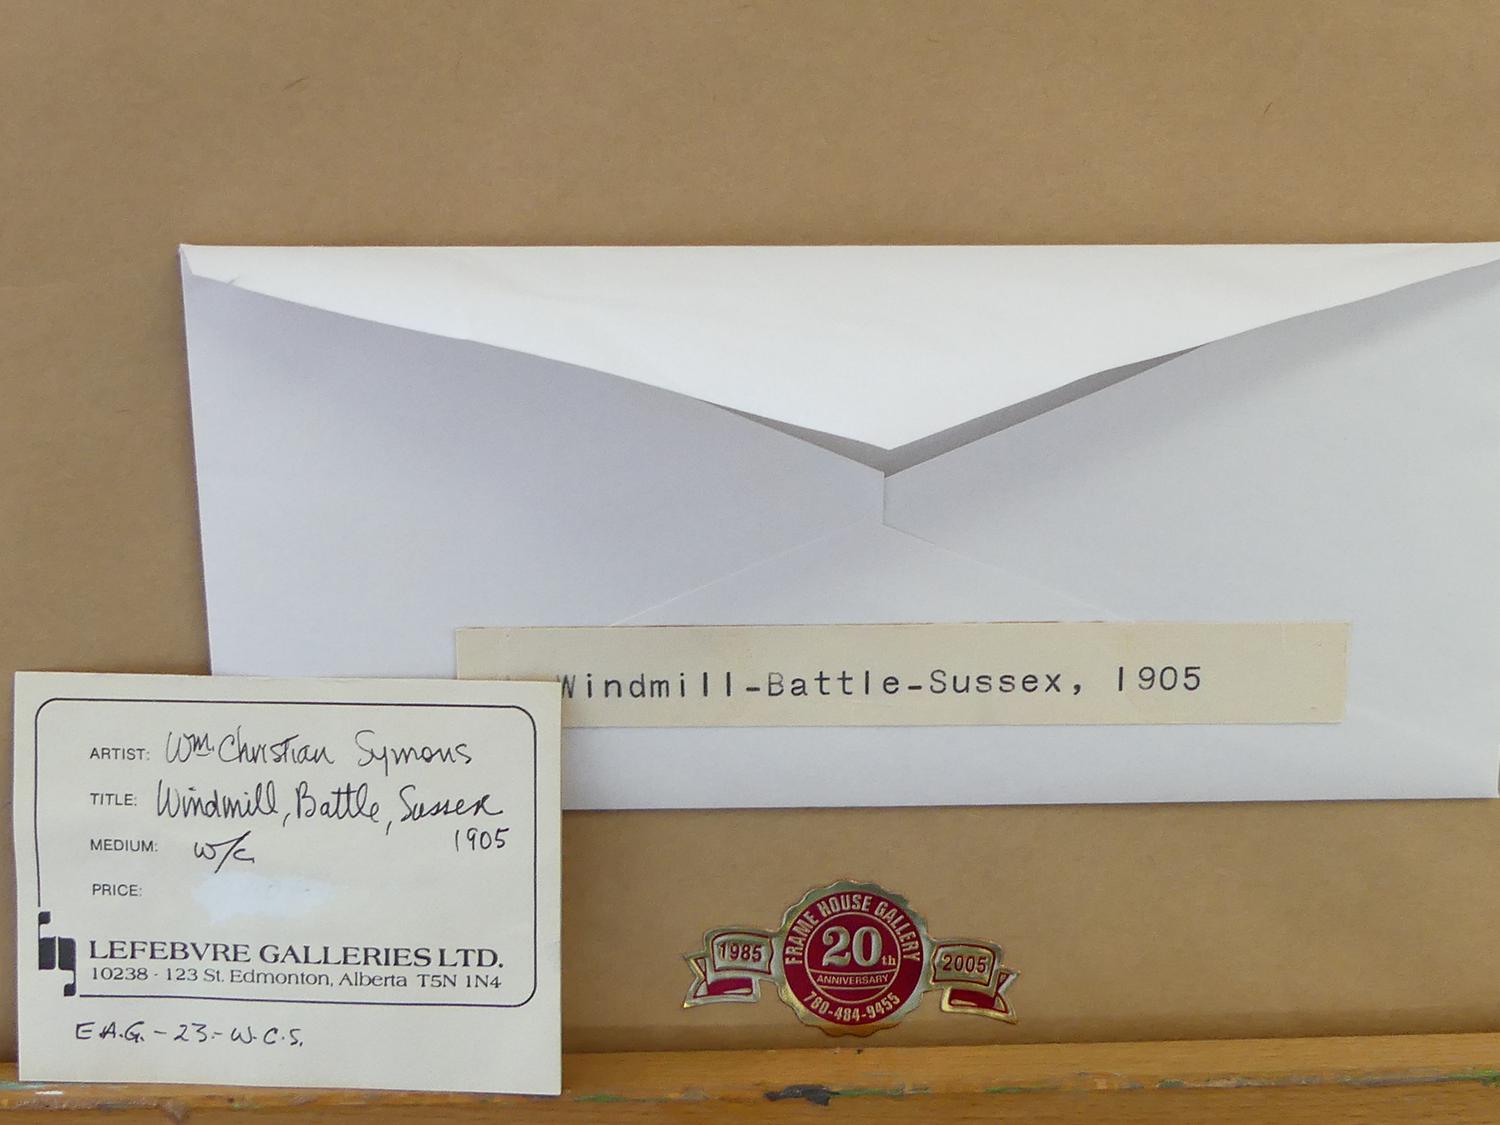 Windmill-Battle-Sussex, 1905
ARTIST: Wm. Christian Symons
TITLE: Windmill, Battle, Sussex
1905
MEDIUM: w/c
PRICE:
LEFEBVRE GALLERIES LTD.
10238 - 123 St. Edmonton, Alberta T5N 1N4
E.A.G. - 23 - W.C.S.
FRAME HOUSE GALLERY
1985
20th
2005
ANNIVERSARY
780-484-9455